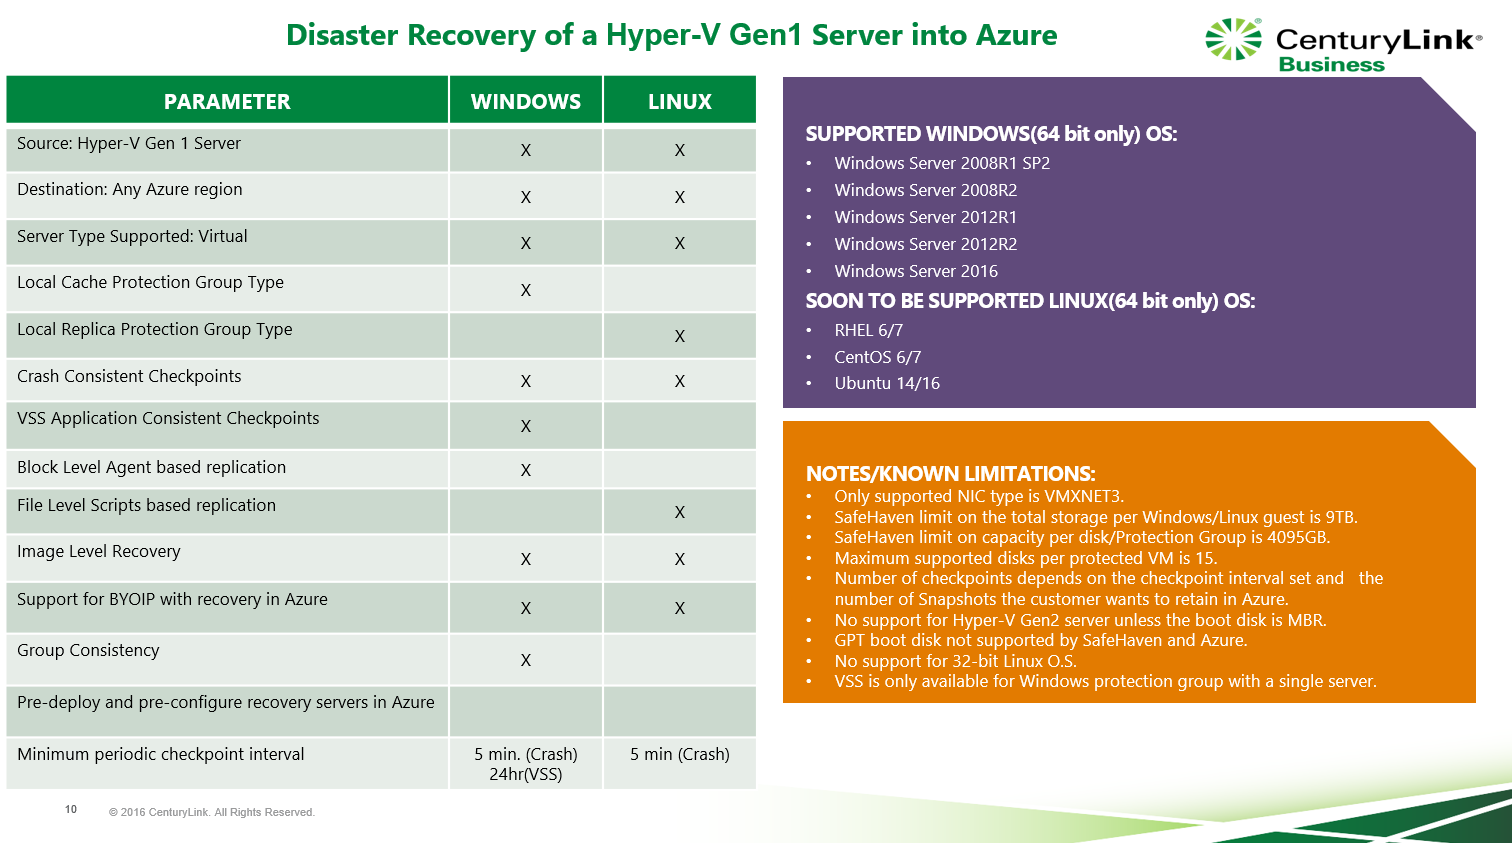 Disaster Recovery of a Hyper-V Gen1 Server into Azure
CenturyLink®
Business
PARAMETER WINDOWS LINUX
Source: Hyper-V Gen 1 Server X X
Destination: Any Azure region X X
Server Type Supported: Virtual X X
Local Cache Protection Group Type X
Local Replica Protection Group Type X
Crash Consistent Checkpoints X X
VSS Application Consistent Checkpoints X
Block Level Agent based replication X
File Level Scripts based replication X
Image Level Recovery X X
Support for BYOIP with recovery in Azure X X
Group Consistency X
Pre-deploy and pre-configure recovery servers in Azure
Minimum periodic checkpoint interval 5 min. (Crash) 5 min (Crash)
24hr(VSS)
SUPPORTED WINDOWS(64 bit only) OS:
• Windows Server 2008R1 SP2
• Windows Server 2008R2
• Windows Server 2012R1
• Windows Server 2012R2
• Windows Server 2016
SOON TO BE SUPPORTED LINUX(64 bit only) OS:
• RHEL 6/7
• CentOS 6/7
• Ubuntu 14/16
NOTES/KNOWN LIMITATIONS:
• Only supported NIC type is VMXNET3.
• SafeHaven limit on the total storage per Windows/Linux guest is 9TB.
• SafeHaven limit on capacity per disk/Protection Group is 4095GB.
• Maximum supported disks per protected VM is 15.
• Number of checkpoints depends on the checkpoint interval set and the
number of Snapshots the customer wants to retain in Azure.
• No support for Hyper-V Gen2 server unless the boot disk is MBR.
• GPT boot disk not supported by SafeHaven and Azure.
• No support for 32-bit Linux O.S.
• VSS is only available for Windows protection group with a single server.
10 © 2016 CenturyLink. All Rights Reserved.